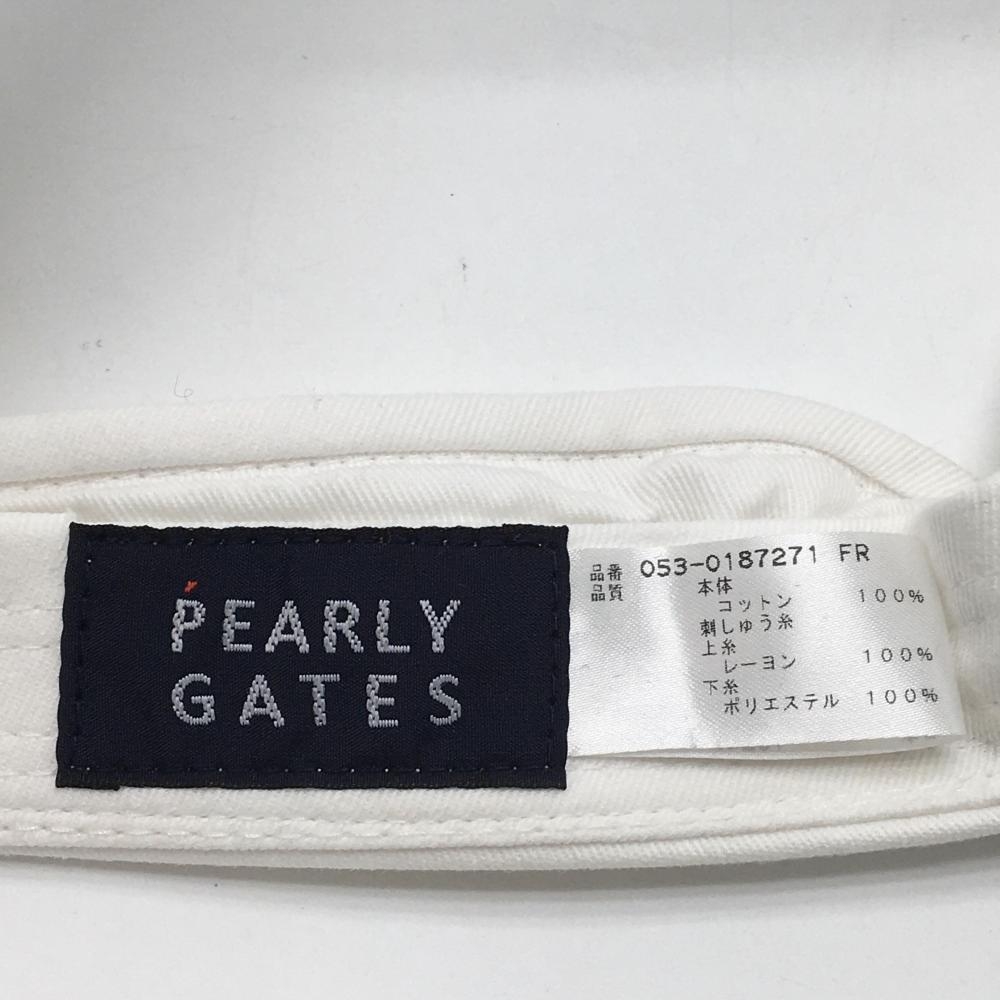 PEARLY
GATES
品番 053-0187271 FR
品質 本体
コットン 100%
刺しゅう糸
上糸
レーヨン 100%
下糸
ポリエステル 100%